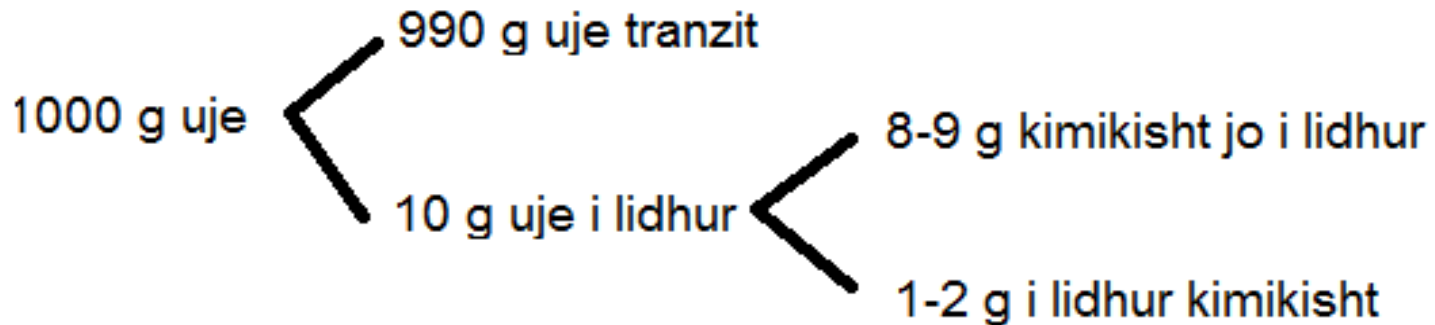 990 g uje tranzit
1000 g uje
8-9 g kimikisht jo i lidhur
10 g uje i lidhur
1-2 g i lidhur kimikisht